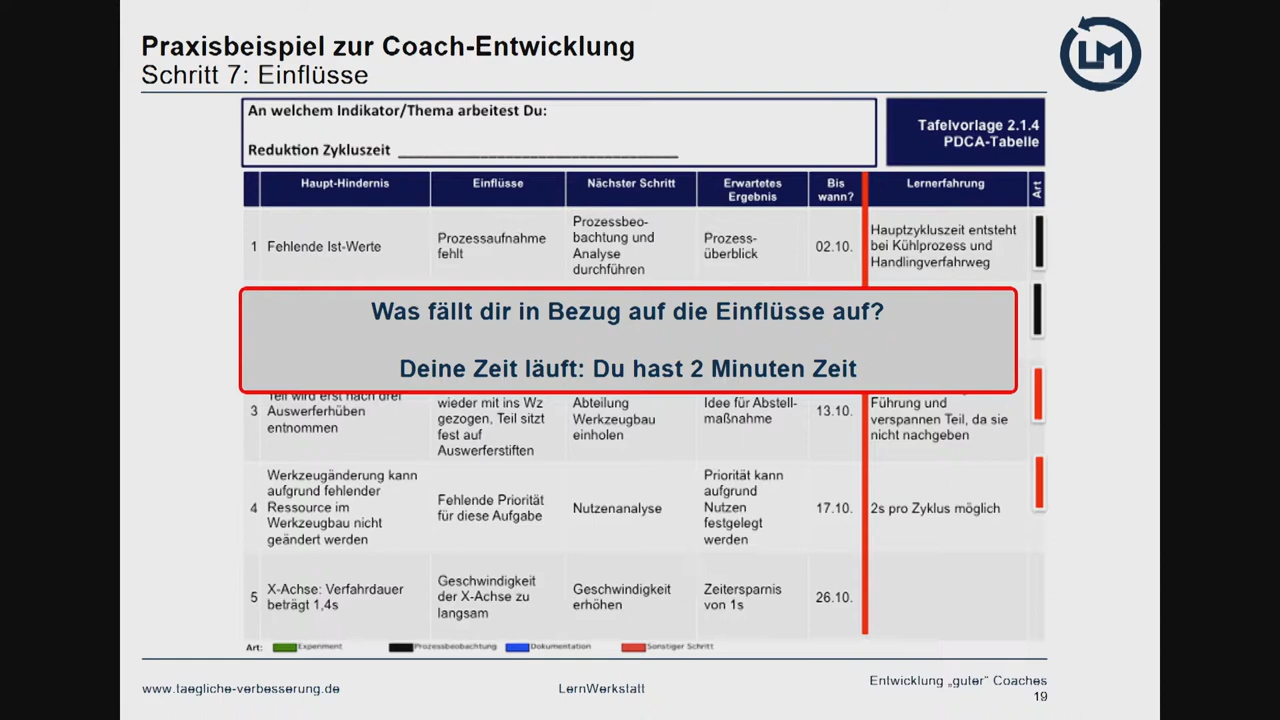 Praxisbeispiel zur Coach-Entwicklung
Schritt 7: Einflüsse
LM
An welchem Indikator/Thema arbeitest Du:
Reduktion Zykluszeit
Tafelvorlage 2.1.4
PDCA-Tabelle
Haupt-Hindernis
Einflüsse
Nächster Schritt
Erwartetes
Ergebnis
Bis
wann?
Lernerfahrung
Art
1
Fehlende Ist-Werte
Prozessaufnahme
fehlt
Prozessbeo-
bachtung und
Analyse
durchführen
Prozess-
überblick
02.10.
Hauptzykluszeit entsteht
bei Kühlprozess und
Handlingverfahrweg
Was fällt dir in Bezug auf die Einflüsse auf?
Deine Zeit läuft: Du hast 2 Minuten Zeit
3
Teil wird erst nach drei
Auswerferhüben
entnommen
wieder mit ins Wz
gezogen, Teil sitzt
fest auf
Auswerferstiften
Abteilung
Werkzeugbau
einholen
Idee für Abstell-
maßnahme
13.10.
Führung und
verspannen Teil, da sie
nicht nachgeben
4
Werkzeugänderung kann
aufgrund fehlender
Ressource im
Werkzeugbau nicht
geändert werden
Fehlende Priorität
für diese Aufgabe
Nutzenanalyse
Priorität kann
aufgrund
Nutzen
festgelegt
werden
17.10.
2s pro Zyklus möglich
5
X-Achse: Verfahrdauer
beträgt 1,4s
Geschwindigkeit
der X-Achse zu
langsam
Geschwindigkeit
erhöhen
Zeitersparnis
von 1s
26.10.
Art:
Experiment
Prozessbeobachtung
Dokumentation
Sonstiger Schritt
www.taegliche-verbesserung.de
LernWerkstatt
Entwicklung „guter" Coaches
19